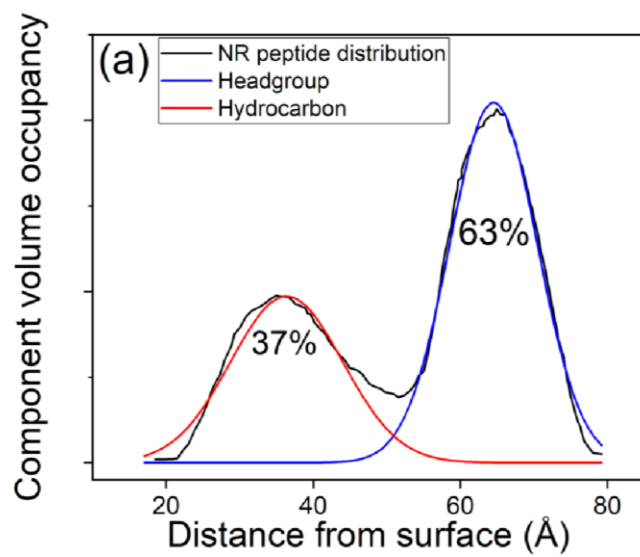 (a)
NR peptide distribution
Headgroup
Hydrocarbon
Component volume occupancy
63%
37%
20 40 60 80
Distance from surface (Å)